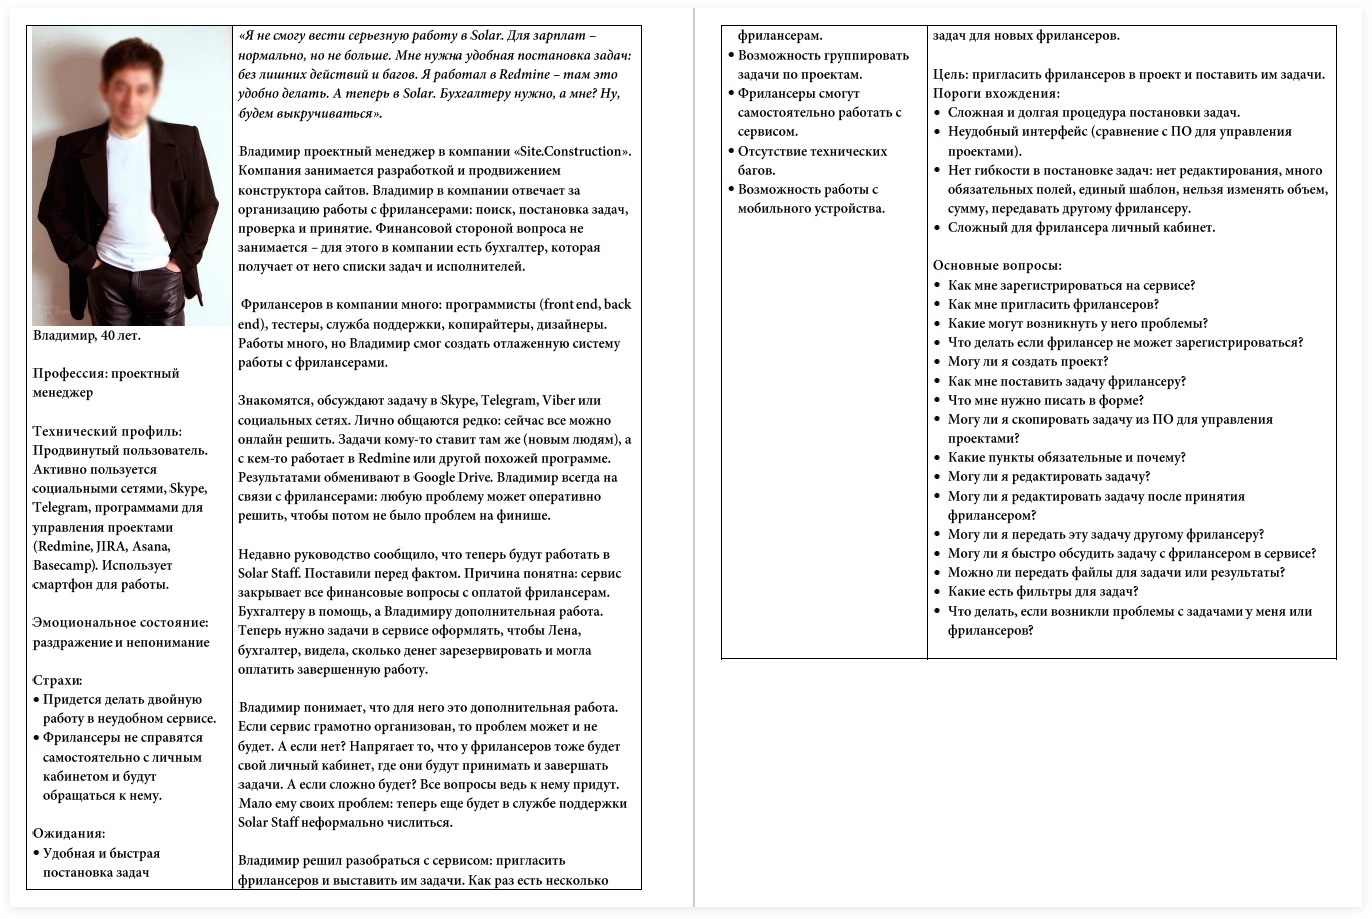 Владимир, 40 лет.
Профессия: проектный
менеджер
Технический профиль:
Продвинутый пользователь.
Активно пользуется
социальными сетями, Skype,
Telegram, программами для
управления проектами
(Redmine, JIRA, Asana,
Basecamp). Использует
смартфон для работы.
Эмоциональное состояние:
раздражение и непонимание
Страхи:
• Придется делать двойную
работу в неудобном сервисе.
• Фрилансеры не справятся
самостоятельно с личным
кабинетом и будут
обращаться к нему.
Ожидания:
• Удобная и быстрая
постановка задач
«Я не смогу вести серьезную работу в Solar. Для зарплат –
нормально, но не больше. Мне нужна удобная постановка задач:
без лишних действий и багов. Я работал в Redmine – там это
удобно делать. А теперь в Solar. Бухгалтеру нужно, а мне? Ну,
будем выкручиваться».
Владимир проектный менеджер в компании «Site.Construction».
Компания занимается разработкой и продвижением
конструктора сайтов. Владимир в компании отвечает за
организацию работы с фрилансерами: поиск, постановка задач,
проверка и принятие. Финансовой стороной вопроса не
занимается – для этого в компании есть бухгалтер, которая
получает от него списки задач и исполнителей.
Фрилансеров в компании много: программисты (front end, back
end), тестеры, служба поддержки, копирайтеры, дизайнеры.
Работы много, но Владимир смог создать отлаженную систему
работы с фрилансерами.
Знакомятся, обсуждают задачу в Skype, Telegram, Viber или
социальных сетях. Лично общаются редко: сейчас все можно
онлайн решить. Задачи кому-то ставит там же (новым людям), а
с кем-то работает в Redmine или другой похожей программе.
Результатами обменивают в Google Drive. Владимир всегда на
связи с фрилансерами: любую проблему может оперативно
решить, чтобы потом не было проблем на финише.
Недавно руководство сообщило, что теперь будут работать в
Solar Staff. Поставили перед фактом. Причина понятна: сервис
закрывает все финансовые вопросы с оплатой фрилансерам.
Бухгалтеру в помощь, а Владимиру дополнительная работа.
Теперь нужно задачи в сервисе оформлять, чтобы Лена,
бухгалтер, видела, сколько денег зарезервировать и могла
оплатить завершенную работу.
Владимир понимает, что для него это дополнительная работа.
Если сервис грамотно организован, то проблем может и не
будет. А если нет? Напрягает то, что у фрилансеров тоже будет
свой личный кабинет, где они будут принимать и завершать
задачи. А если сложно будет? Все вопросы ведь к нему придут.
Мало ему своих проблем: теперь еще будет в службе поддержки
Solar Staff неформально числиться.
Владимир решил разобраться с сервисом: пригласить
фрилансеров и выставить им задачи. Как раз есть несколько
фрилансерам.
• Возможность группировать
задачи по проектам.
• Фрилансеры смогут
самостоятельно работать с
сервисом.
• Отсутствие технических
багов.
• Возможность работы с
мобильного устройства.
задач для новых фрилансеров.
Цель: пригласить фрилансеров в проект и поставить им задачи.
Пороги вхождения:
• Сложная и долгая процедура постановки задач.
• Неудобный интерфейс (сравнение с ПО для управления
проектами).
• Нет гибкости в постановке задач: нет редактирования, много
обязательных полей, единый шаблон, нельзя изменять объем,
сумму, передавать другому фрилансеру.
• Сложный для фрилансера личный кабинет.
Основные вопросы:
• Как мне зарегистрироваться на сервисе?
• Как мне пригласить фрилансеров?
• Какие могут возникнуть у него проблемы?
• Что делать если фрилансер не может зарегистрироваться?
• Могу ли я создать проект?
• Как мне поставить задачу фрилансеру?
• Что мне нужно писать в форме?
• Могу ли я скопировать задачу из ПО для управления
проектами?
• Какие пункты обязательные и почему?
• Могу ли я редактировать задачу?
• Могу ли я редактировать задачу после принятия
фрилансером?
• Могу ли я передать эту задачу другому фрилансеру?
• Могу ли я быстро обсудить задачу с фрилансером в сервисе?
• Можно ли передать файлы для задачи или результаты?
• Какие есть фильтры для задач?
• Что делать, если возникли проблемы с задачами у меня или
фрилансеров?